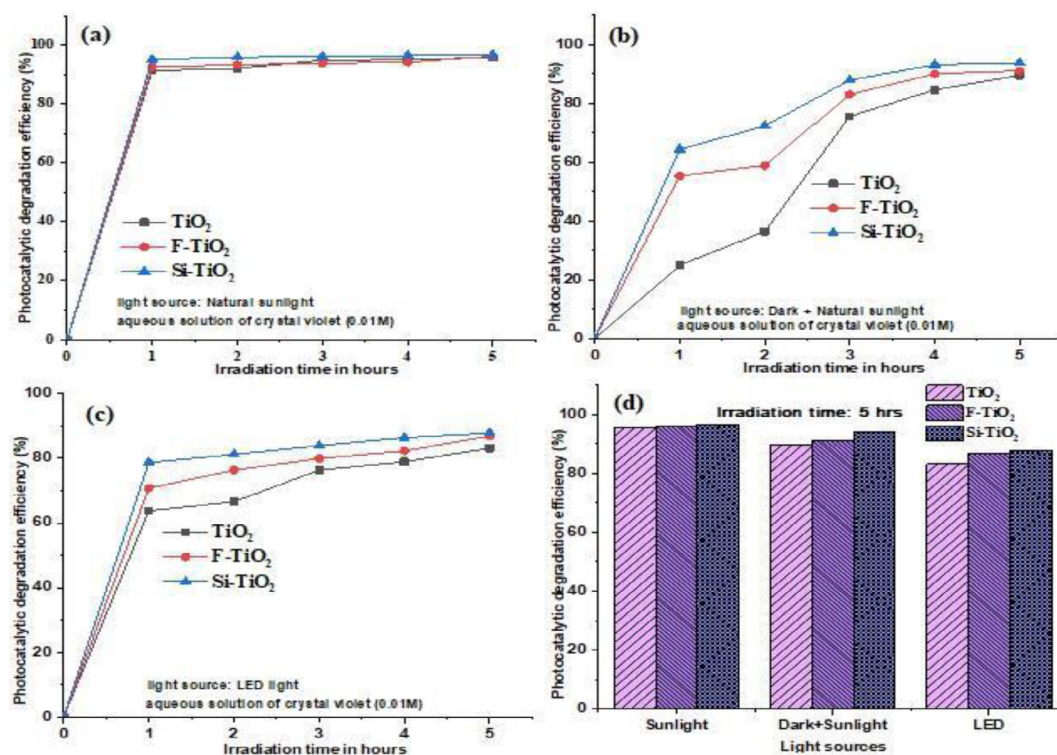 (a)
Photocatalytic degradation efficiency (%)
100
80
60
40
20
0
TiO₂
F-TiO₂
Si-TiO₂
light source: Natural sunlight
aqueous solution of crystal violet (0.01M)
0 1 2 3 4 5
Irradiation time in hours
(b)
Photocatalytic degradation efficiency (%)
100
80
60
40
20
0
TiO₂
F-TiO₂
Si-TiO₂
light source: Dark + Natural sunlight
aqueous solution of crystal violet (0.01M)
0 1 2 3 4 5
Irradiation time in hours
(c)
Photocatalytic degradation efficiency (%)
100
80
60
40
20
0
TiO₂
F-TiO₂
Si-TiO₂
light source: LED light
aqueous solution of crystal violet (0.01M)
0 1 2 3 4 5
Irradiation time in hours
(d)
Photocatalytic degradation efficiency (%)
100
80
60
40
20
0
Irradiation time: 5 hrs
TiO₂
F-TiO₂
Si-TiO₂
Sunlight Dark+Sunlight LED
Light sources